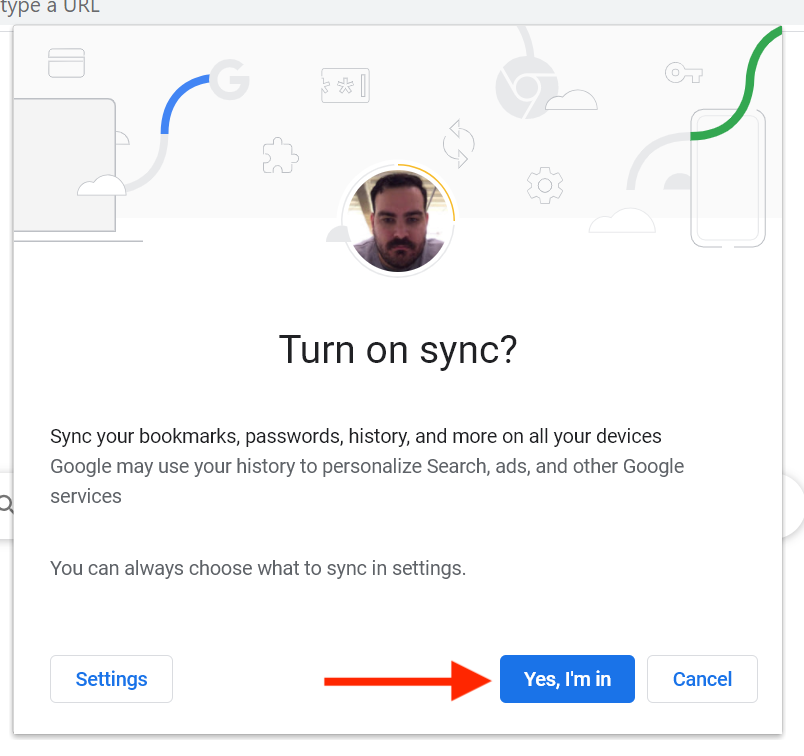 type a URL
Turn on sync?
Sync your bookmarks, passwords, history, and more on all your devices
Google may use your history to personalize Search, ads, and other Google
services
You can always choose what to sync in settings.
Settings
Yes, I'm in
Cancel